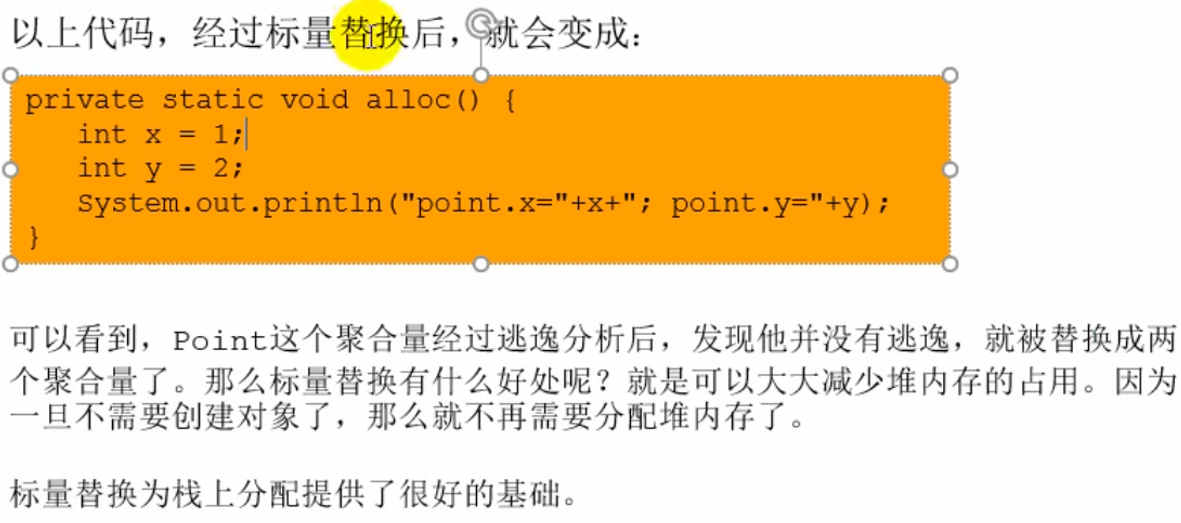 以上代码，经过标量替换后，就会变成：
private static void alloc() {
int x = 1;
int y = 2;
System.out.println("point.x="+x+"; point.y="+y);
}
可以看到，Point这个聚合量经过逃逸分析后，发现他并没有逃逸，就被替换成两
个聚合量了。那么标量替换有什么好处呢？就是可以大大减少堆内存的占用。因为
一旦不需要创建对象了，那么就不再需要分配堆内存了。
标量替换为栈上分配提供了很好的基础。